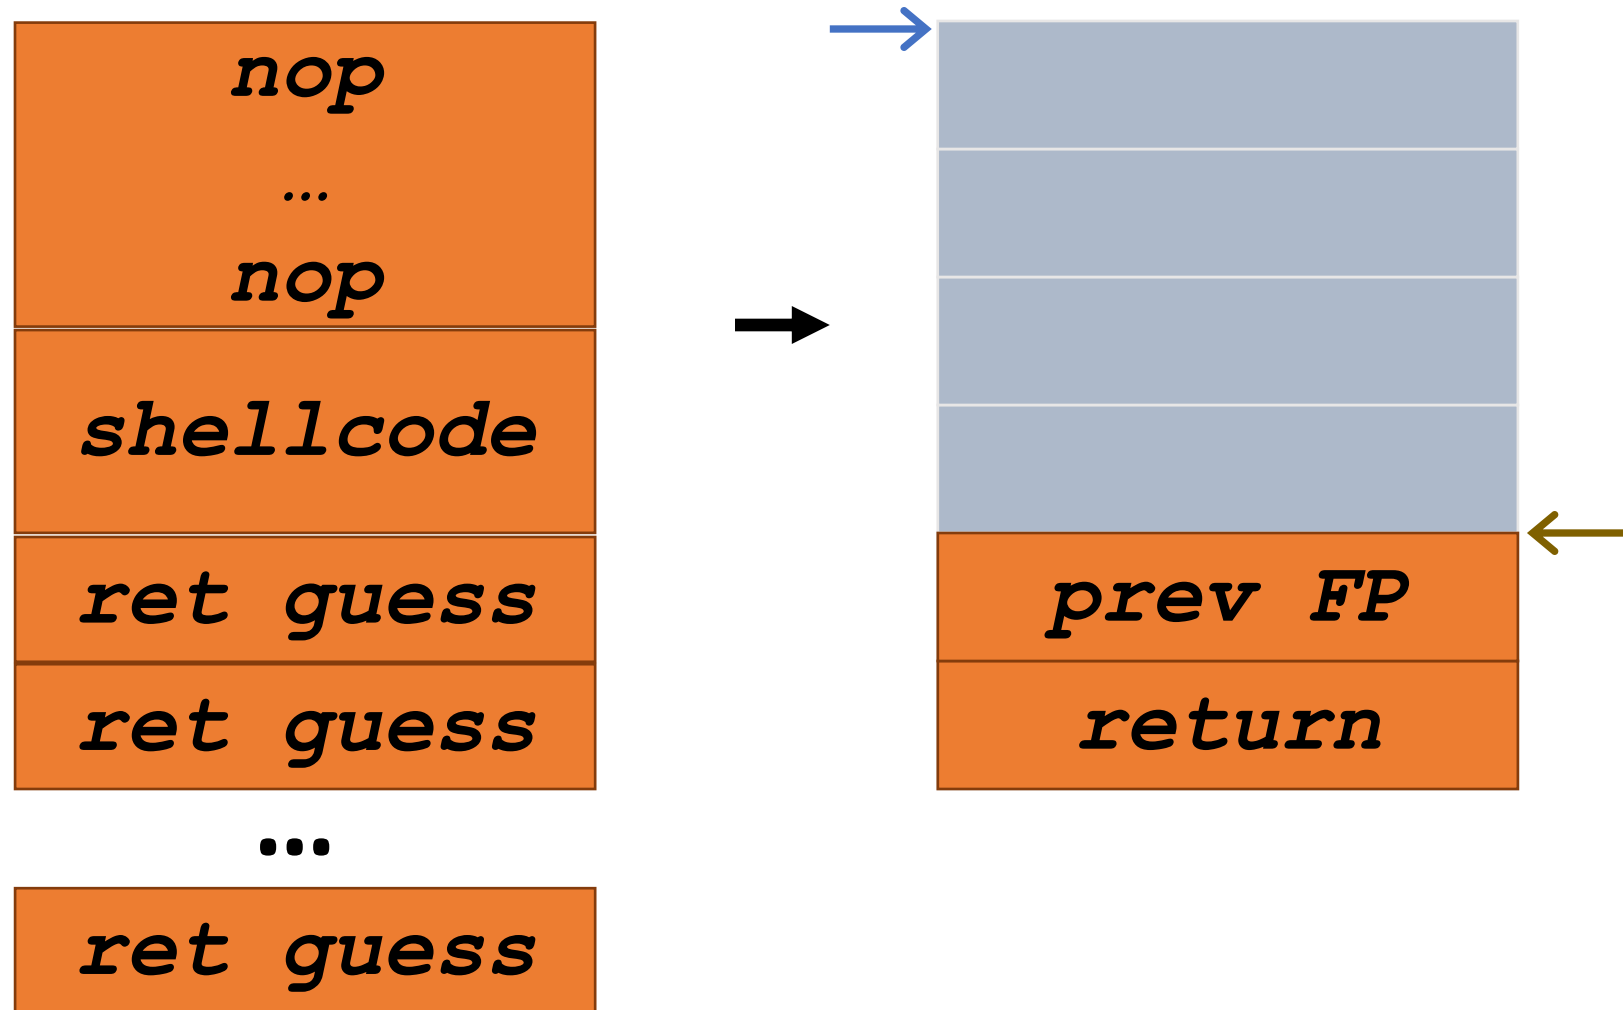 nop
…
nop
shellcode
ret guess
ret guess
…
ret guess
prev FP
return